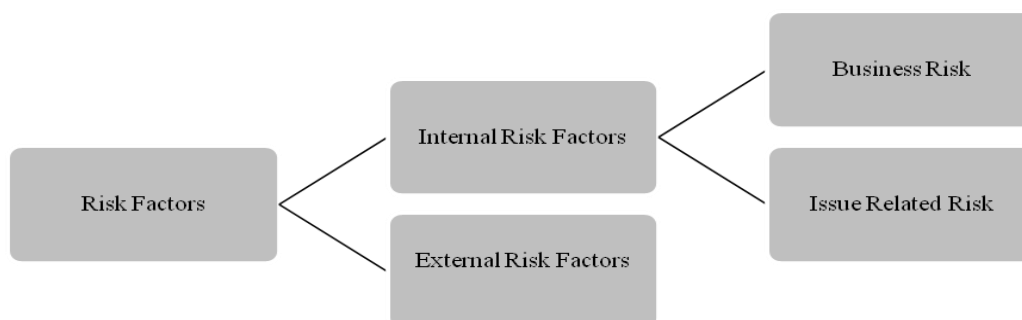 Business Risk
Internal Risk Factors
Risk Factors
Issue Related Risk
External Risk Factors